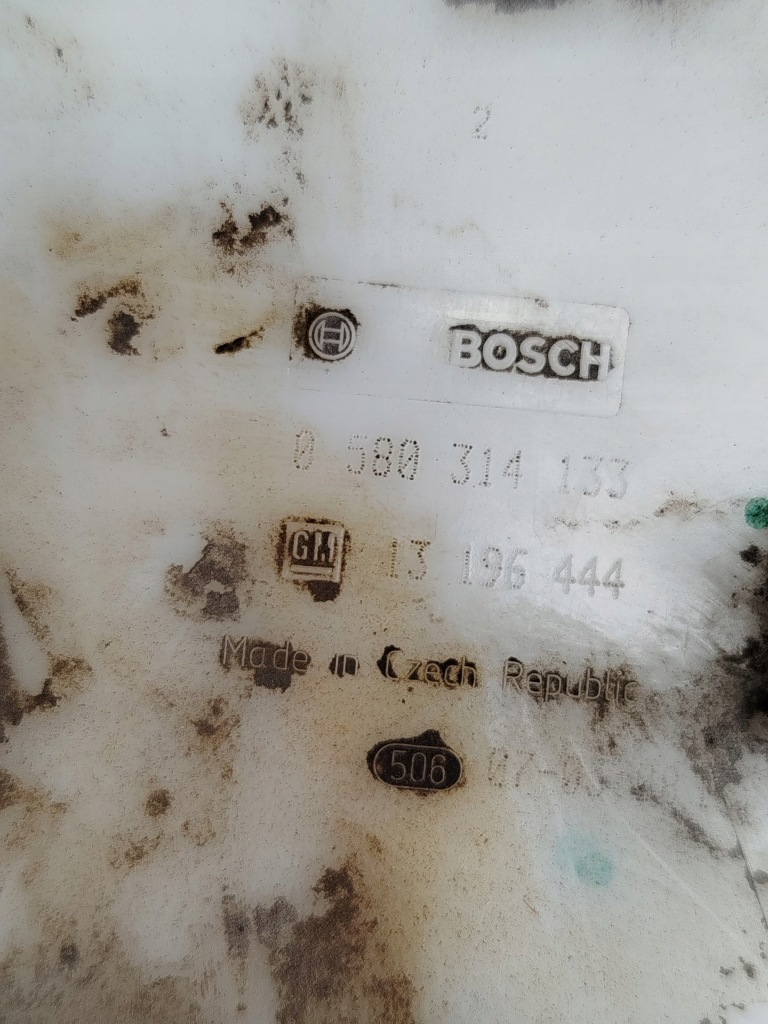 2
BOSCH
0 580 314 133
GM 13 196 444
Made in Czech Republic
506